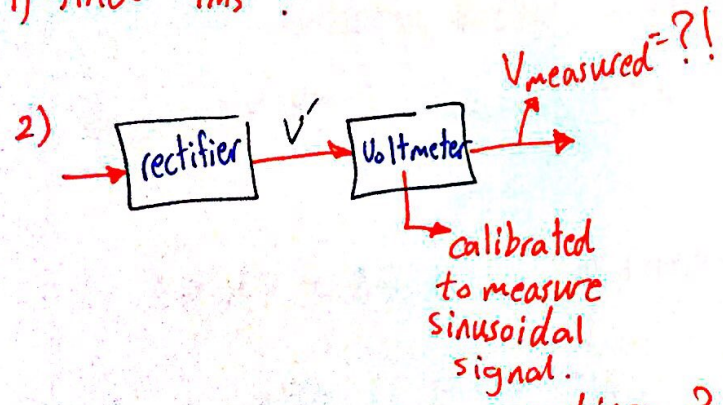 2)
rectifier
V'
Voltmeter
Vmeasured=?!
calibrated
to measure
sinusoidal
signal.